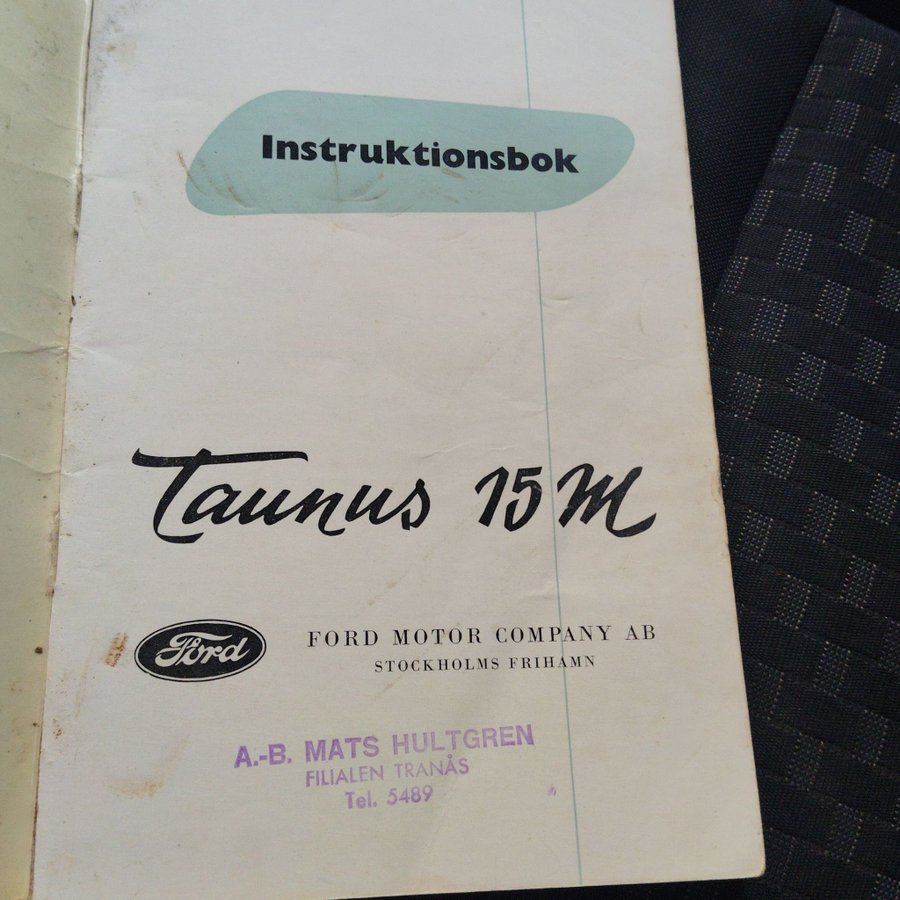 Instruktionsbok
Taunus 15M
Ford
FORD MOTOR COMPANY AB
STOCKHOLMS FRIHAMN
A.-B. MATS HULTGREN
FILIALEN TRANÅS
Tel. 5489